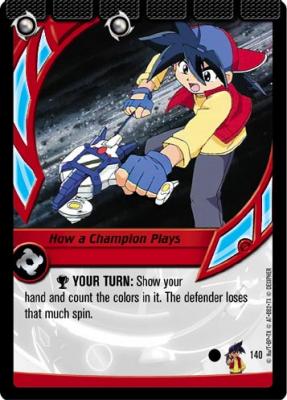 How a Champion Plays
YOUR TURN: Show your
hand and count the colors in it. The defender loses
that much spin.
140